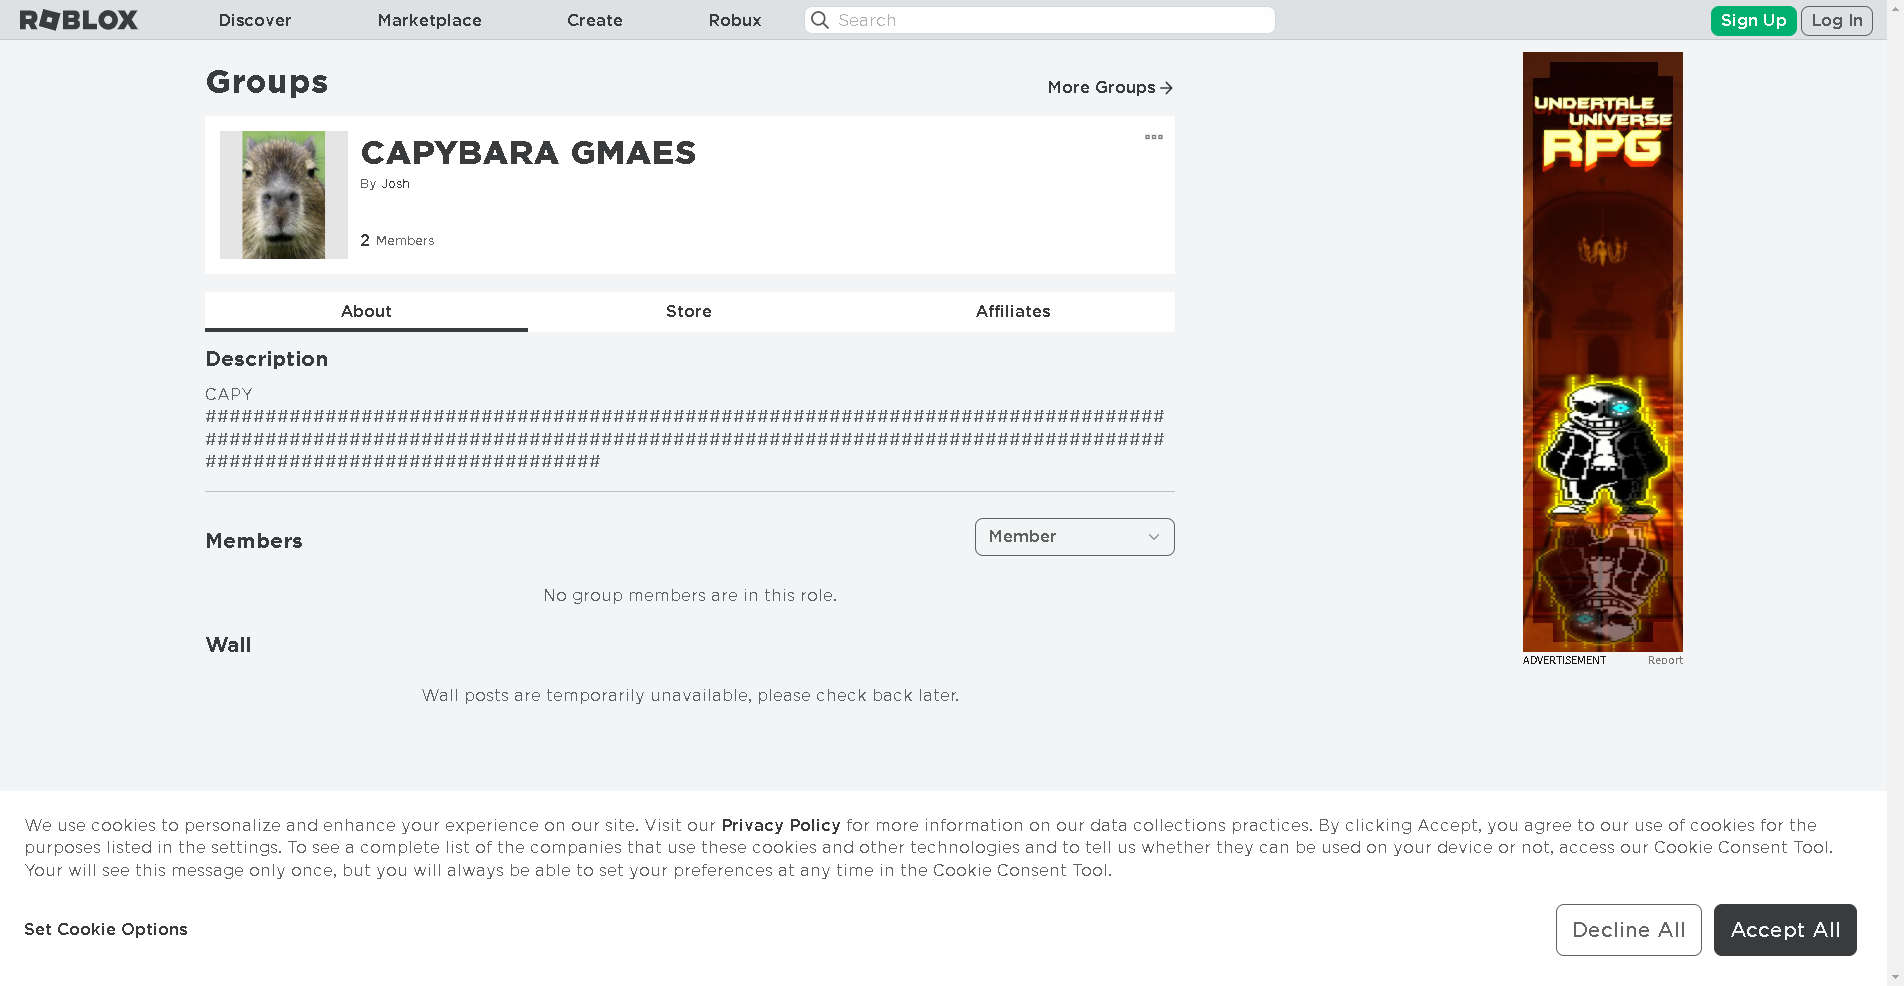 ROBLOX
Discover
Marketplace
Create
Robux
Search
Sign Up
Log In
Groups
More Groups
CAPYBARA GMAES
By Josh
2 Members
About
Store
Affiliates
Description
CAPY
################################################################################
################################################################################
#################################
Members
Member
No group members are in this role.
Wall
Wall posts are temporarily unavailable, please check back later.
UNDERTALE
UNIVERSE
RPG
ADVERTISEMENT
Report
We use cookies to personalize and enhance your experience on our site. Visit our Privacy Policy for more information on our data collections practices. By clicking Accept, you agree to our use of cookies for the
purposes listed in the settings. To see a complete list of the companies that use these cookies and other technologies and to tell us whether they can be used on your device or not, access our Cookie Consent Tool.
Your will see this message only once, but you will always be able to set your preferences at any time in the Cookie Consent Tool.
Set Cookie Options
Decline All
Accept All